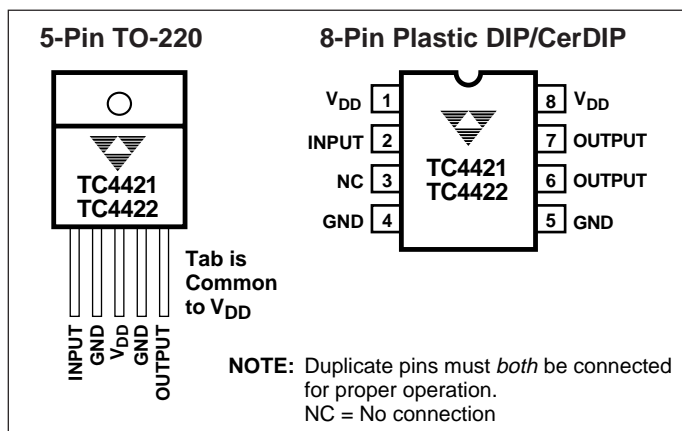 5-Pin TO-220
TC4421
TC4422
Tab is
Common
to VDD
INPUT
GND
VDD
GND
OUTPUT
8-Pin Plastic DIP/CerDIP
VDD 1
INPUT 2
NC 3
GND 4
TC4421
TC4422
8 VDD
7 OUTPUT
6 OUTPUT
5 GND
NOTE: Duplicate pins must both be connected
for proper operation.
NC = No connection